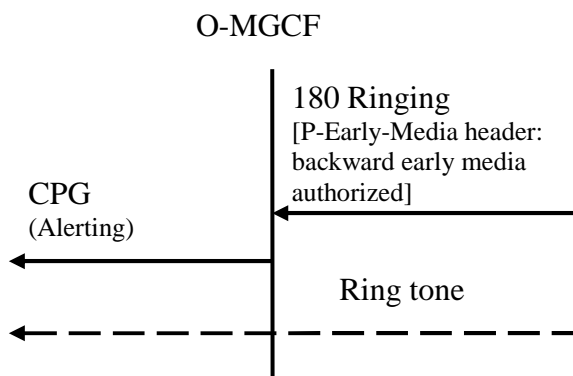 O-MGCF
180 Ringing
[P-Early-Media header:
backward early media
authorized]
CPG
(Alerting)
Ring tone